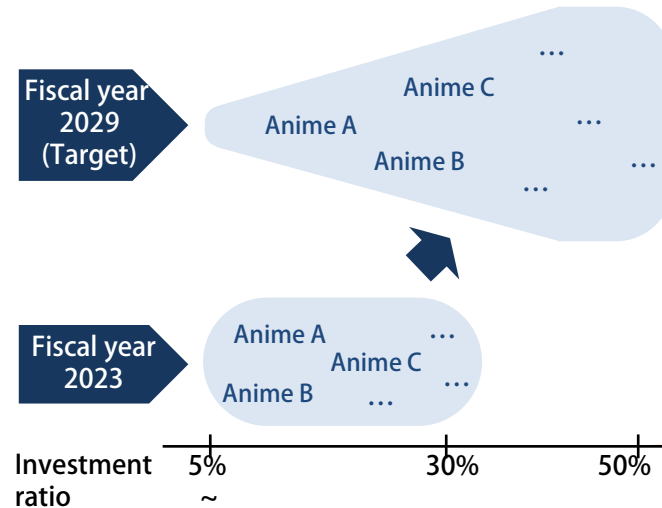 Fiscal year
2029
(Target)
…
Anime C
Anime A
…
Anime B
…
…
Fiscal year
2023
Anime A
…
Anime C
…
Anime B
…
Investment
ratio
5%
~
30%
50%